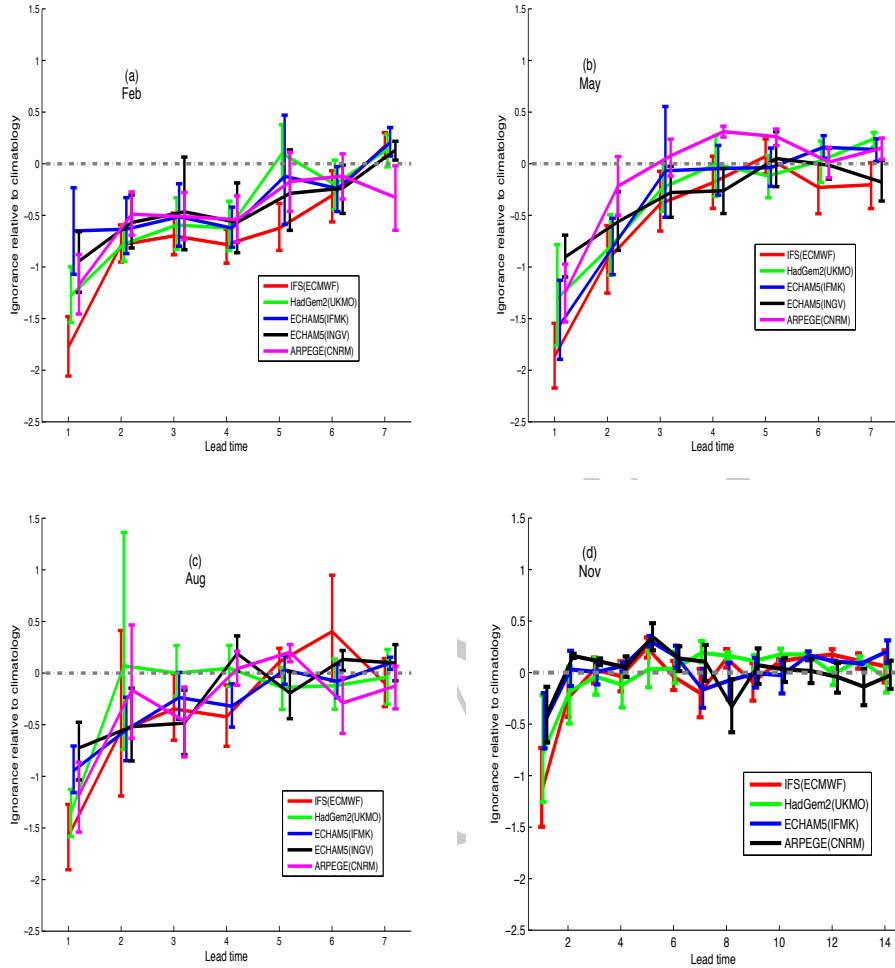 1.5
1
0.5
0
−0.5
−1
−1.5
−2
−2.5
Ignorance relative to climatology
(a)
Feb
IFS(ECMWF)
HadGem2(UKMO)
ECHAM5(IFMK)
ECHAM5(INGV)
ARPEGE(CNRM)
1 2 3 4 5 6 7
Lead time
1.5
1
0.5
0
−0.5
−1
−1.5
−2
−2.5
Ignorance relative to climatology
(b)
May
IFS(ECMWF)
HadGem2(UKMO)
ECHAM5(IFMK)
ECHAM5(INGV)
ARPEGE(CNRM)
1 2 3 4 5 6 7
Lead time
1.5
1
0.5
0
−0.5
−1
−1.5
−2
−2.5
Ignorance relative to climatology
(c)
Aug
IFS(ECMWF)
HadGem2(UKMO)
ECHAM5(IFMK)
ECHAM5(INGV)
ARPEGE(CNRM)
1 2 3 4 5 6 7
Lead time
1.5
1
0.5
0
−0.5
−1
−1.5
−2
−2.5
Ignorance relative to climatology
(d)
Nov
IFS(ECMWF)
HadGem2(UKMO)
ECHAM5(IFMK)
ARPEGE(CNRM)
2 4 6 8 10 12 14
Lead time